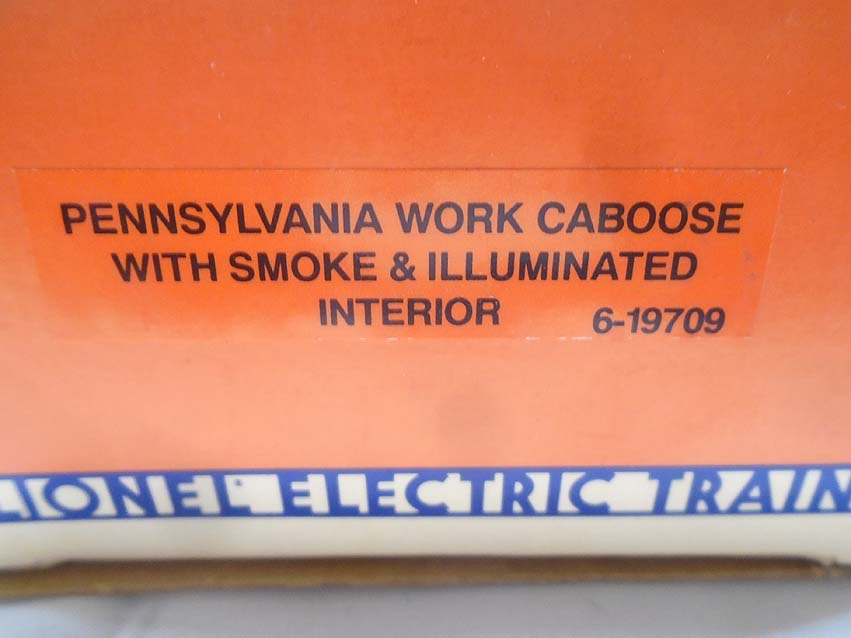 PENNSYLVANIA WORK CABOOSE
WITH SMOKE & ILLUMINATED
INTERIOR 6-19709
LIONEL ELECTRIC TRAIN